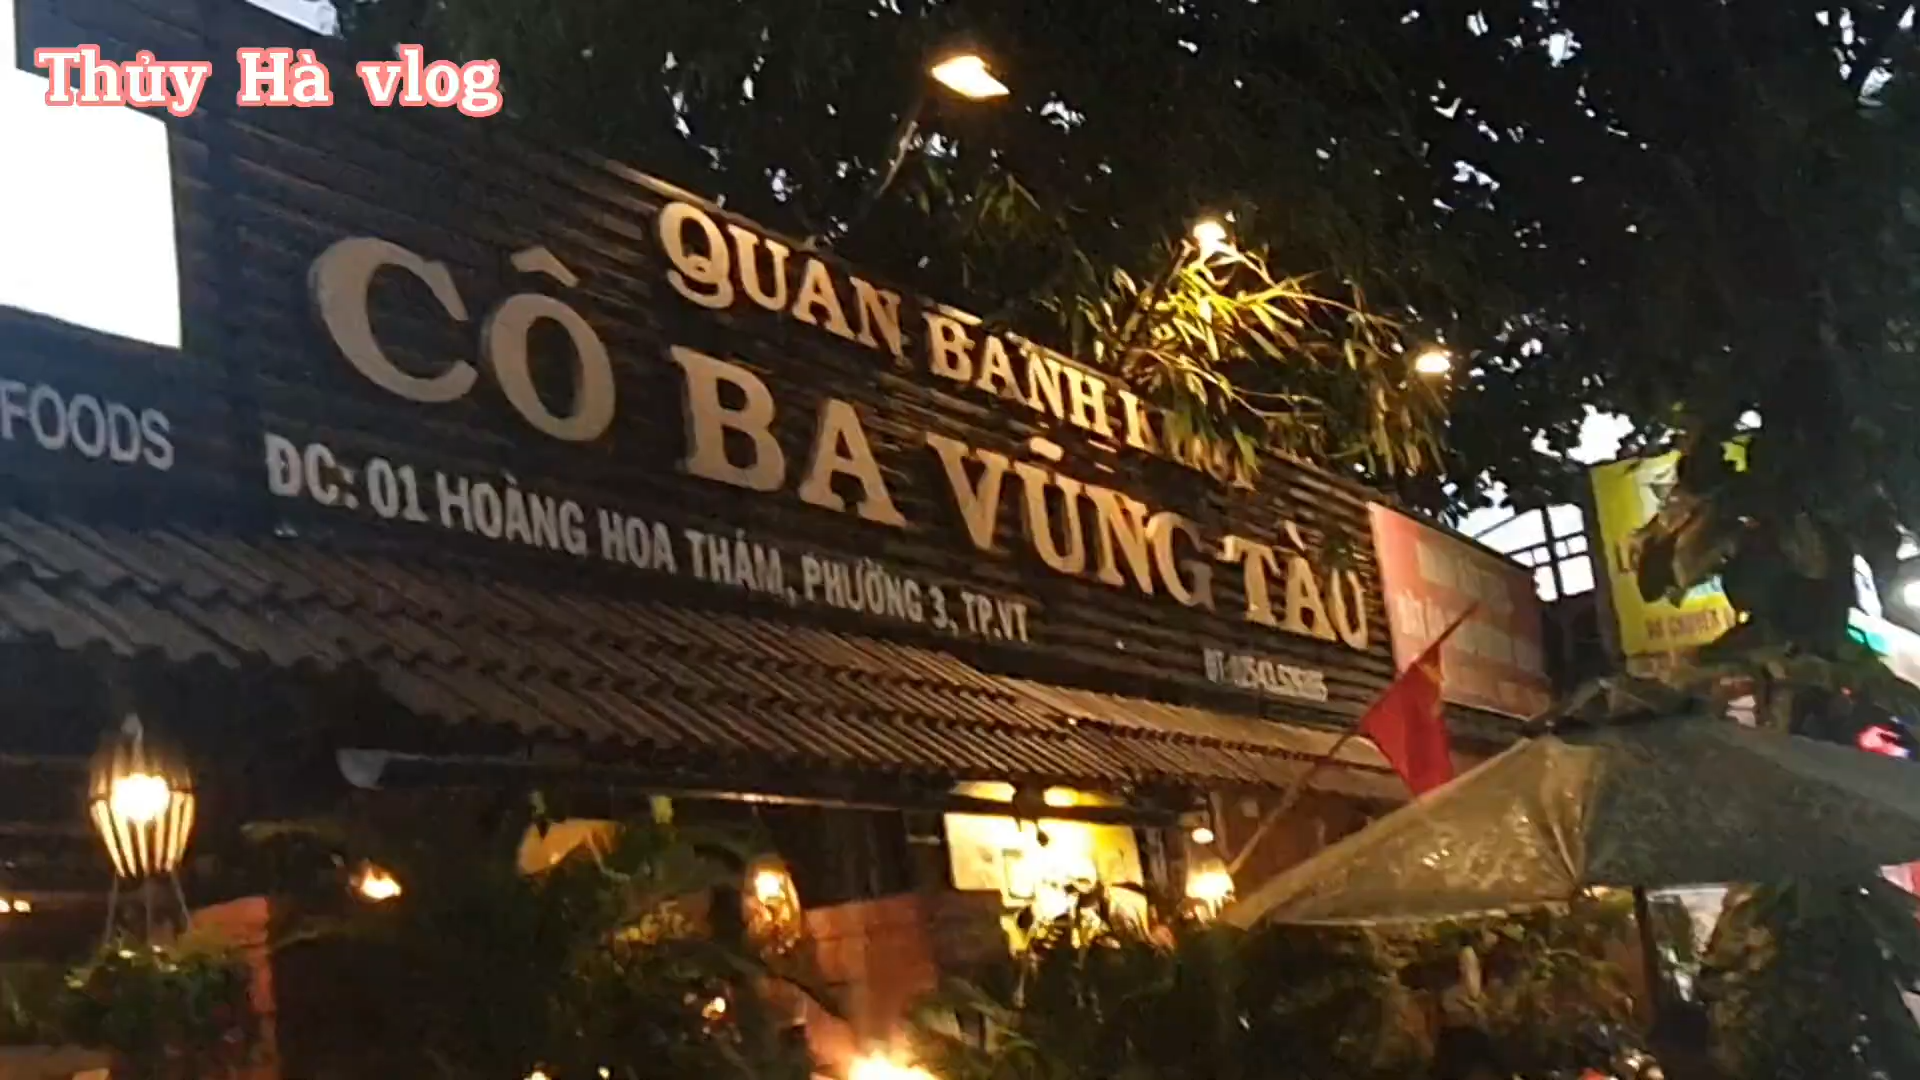 Thủy Hà vlog
QUÁN BÁNH
CÔ BA VŨNG TÀU
FOODS
ĐC: 01 HOÀNG HOA THÁM, PHƯỜNG 3, TP.VT